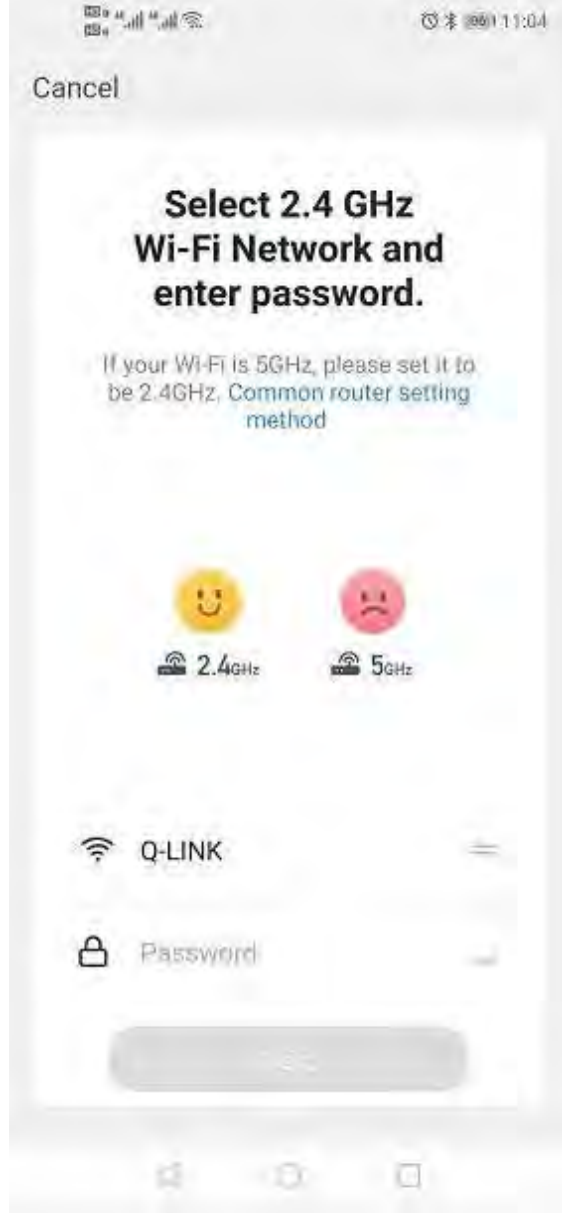 11:04
Cancel
Select 2.4 GHz
Wi-Fi Network and
enter password.
If your Wi-Fi is 5GHz, please set it to
be 2.4GHz. Common router setting
method
2.4GHz 5GHz
Q-LINK
Password